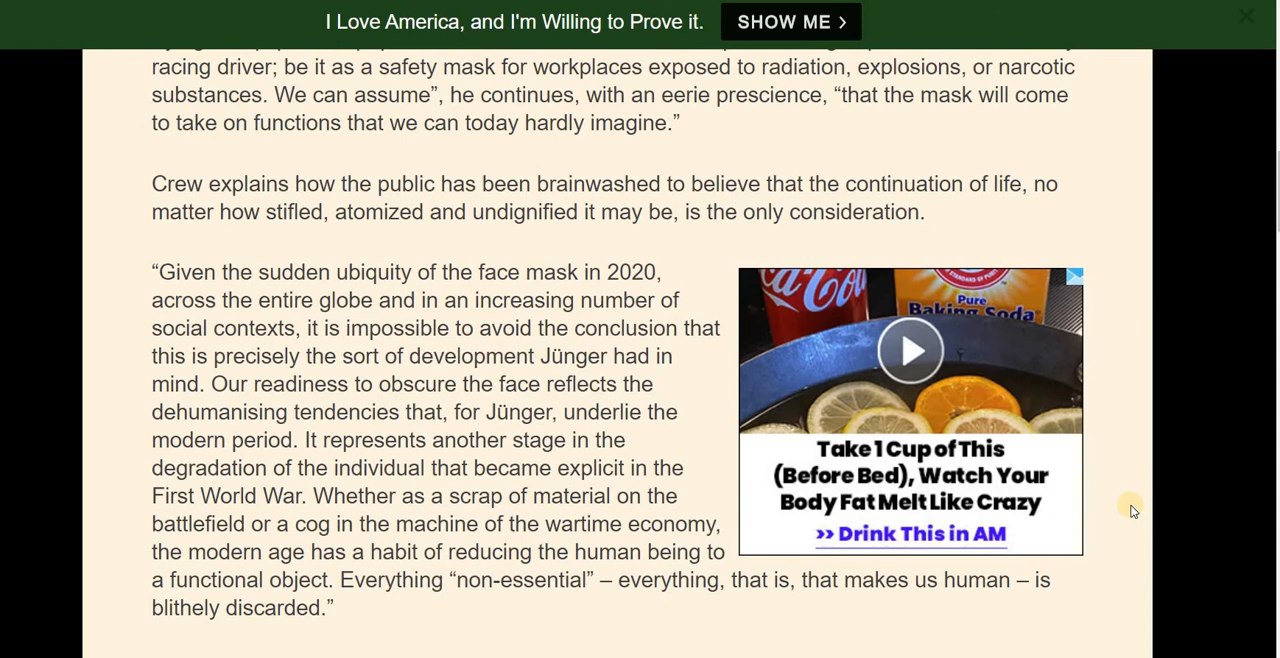 I Love America, and I'm Willing to Prove it.
SHOW ME >
racing driver; be it as a safety mask for workplaces exposed to radiation, explosions, or narcotic
substances. We can assume”, he continues, with an eerie prescience, “that the mask will come
to take on functions that we can today hardly imagine.”
Crew explains how the public has been brainwashed to believe that the continuation of life, no
matter how stifled, atomized and undignified it may be, is the only consideration.
“Given the sudden ubiquity of the face mask in 2020,
across the entire globe and in an increasing number of
social contexts, it is impossible to avoid the conclusion that
this is precisely the sort of development Jünger had in
mind. Our readiness to obscure the face reflects the
dehumanising tendencies that, for Jünger, underlie the
modern period. It represents another stage in the
degradation of the individual that became explicit in the
First World War. Whether as a scrap of material on the
battlefield or a cog in the machine of the wartime economy,
the modern age has a habit of reducing the human being to
a functional object. Everything “non-essential” – everything, that is, that makes us human – is
blithely discarded.”
Pure
Baking Soda
Take 1 Cup of This
(Before Bed), Watch Your
Body Fat Melt Like Crazy
>> Drink This in AM